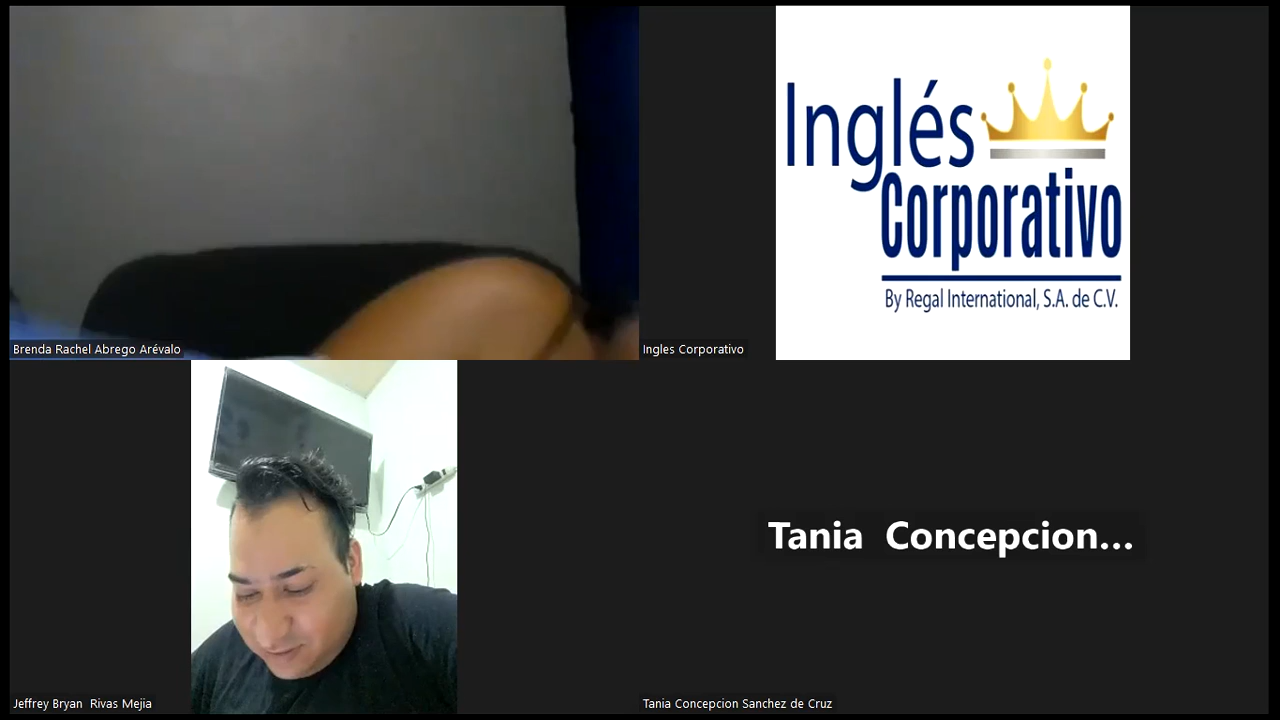 Inglés
Corporativo
By Regal International, S.A. de C.V.
Brenda Rachel Abrego Arévalo
Ingles Corporativo
Tania Concepcion...
Jeffrey Bryan Rivas Mejia
Tania Concepcion Sanchez de Cruz